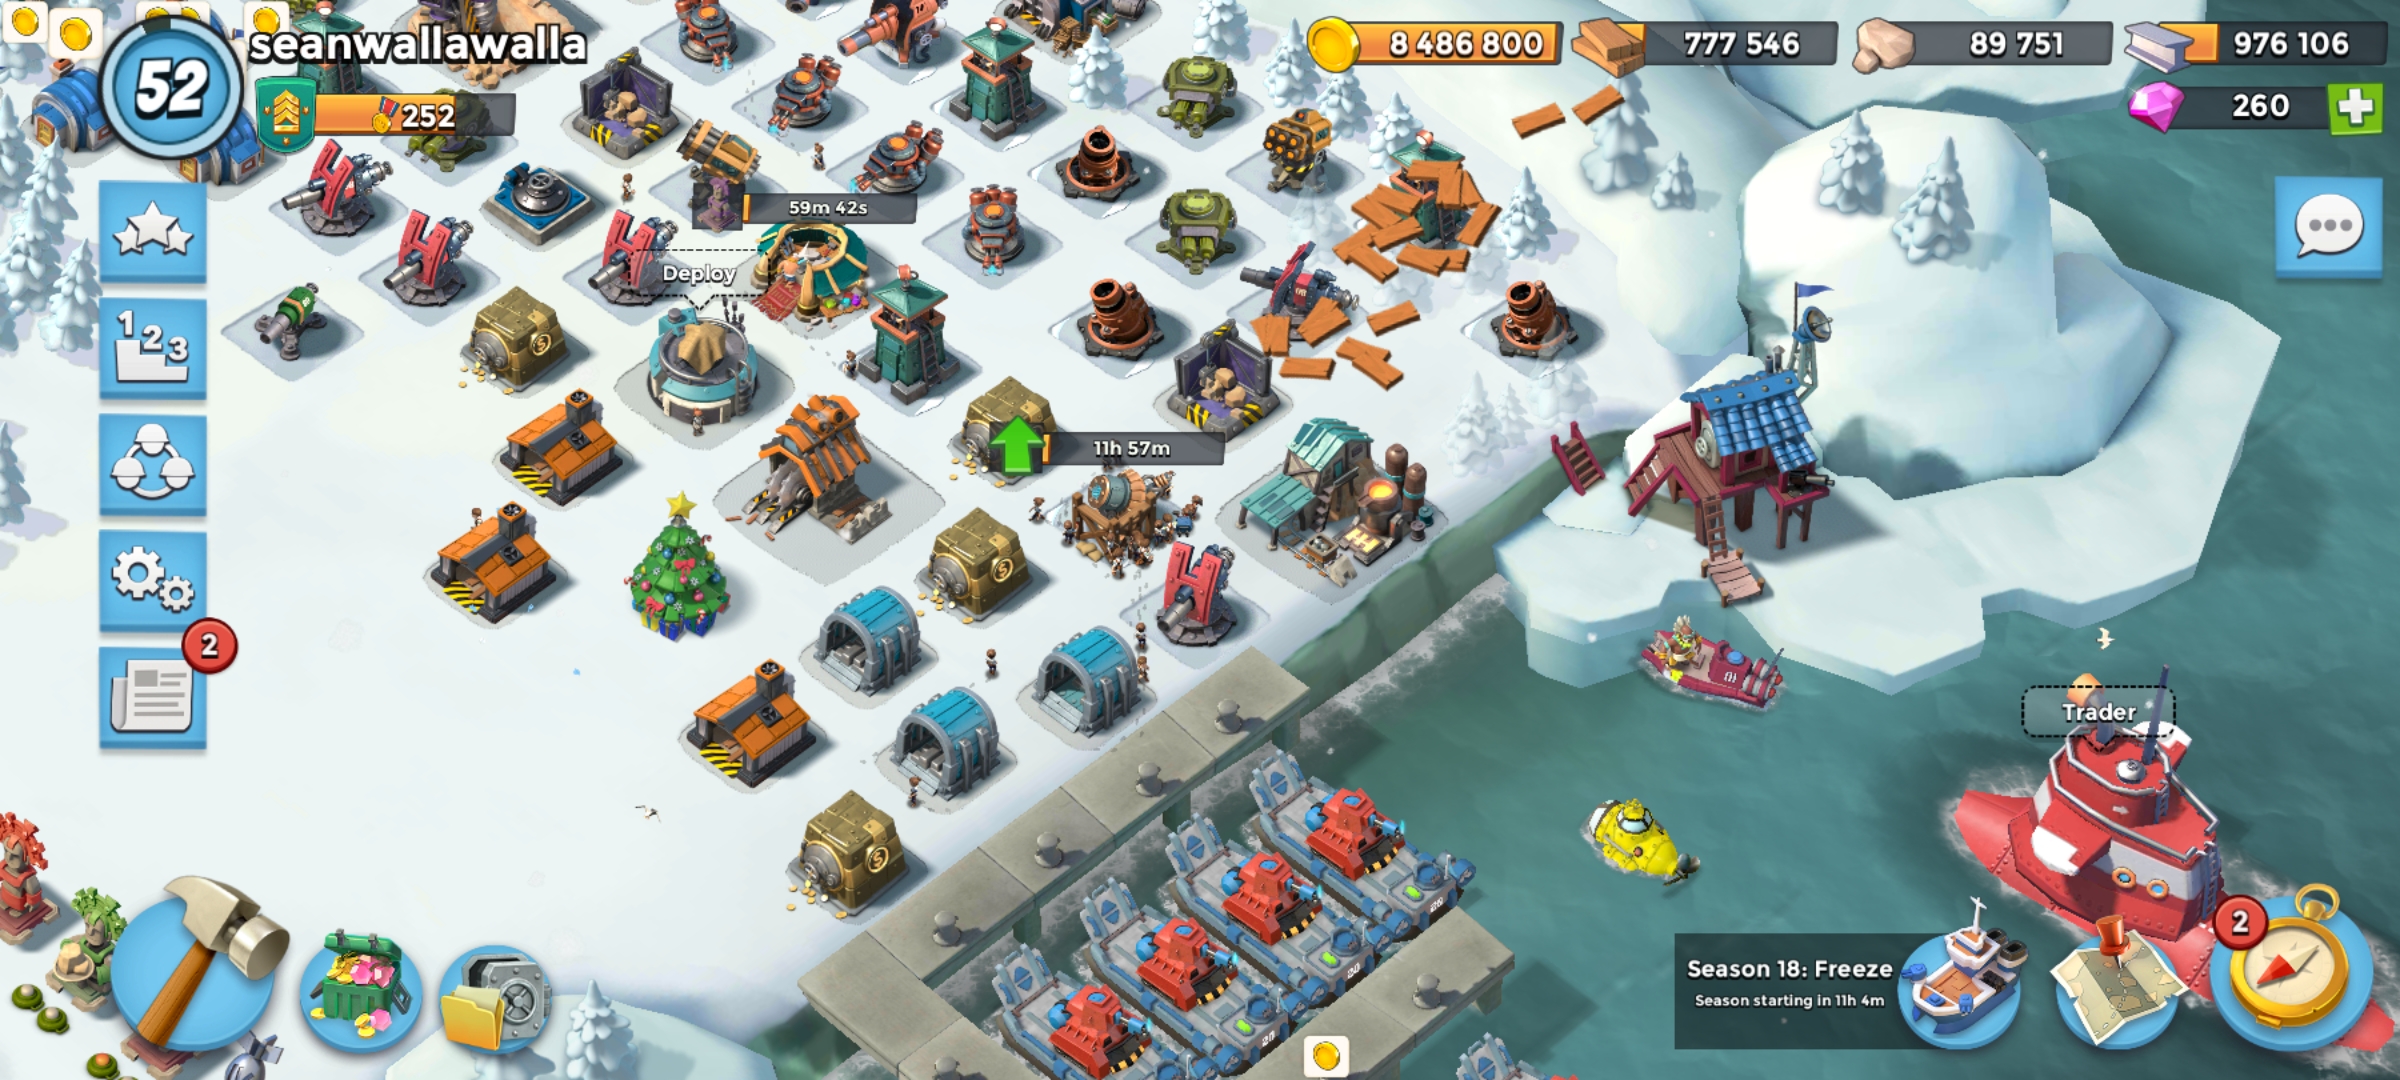 52
seanwallawalla
252
8 486 800
777 546
89 751
976 106
260
59m 42s
Deploy
123
11h 57m
2
Trader
2
Season 18: Freeze
Season starting in 11h 4m